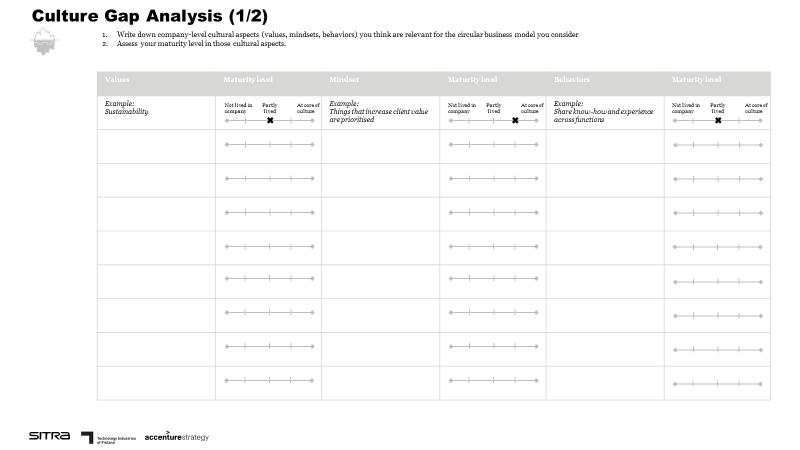 Culture Gap Analysis (1/2)
1. Write down company-level cultural aspects (values, mindsets, behaviors) you think are relevant for the circular business model you consider
2. Assess your maturity level in those cultural aspects.
Values Maturity level Mindset Maturity level Behaviors Maturity level
Example:
Sustainability
Not lived in company
Partly lived
At core of culture
Example:
Things that increase client value
are prioritised
Not lived in company
Partly lived
At core of culture
Example:
Share know-how and experience
across functions
Not lived in company
Partly lived
At core of culture
SITRA
Technology Industries
of Finland
accenturestrategy